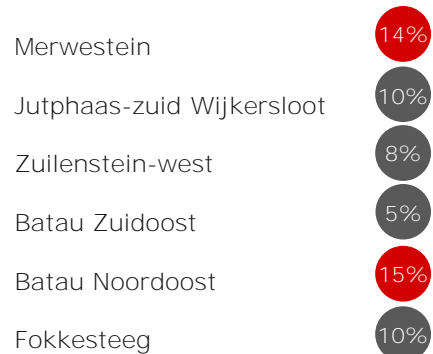 Merwestein 14%
Jutphaas-zuid Wijkersloot 10%
Zuilenstein-west 8%
Batau Zuidoost 5%
Batau Noordoost 15%
Fokkesteeg 10%